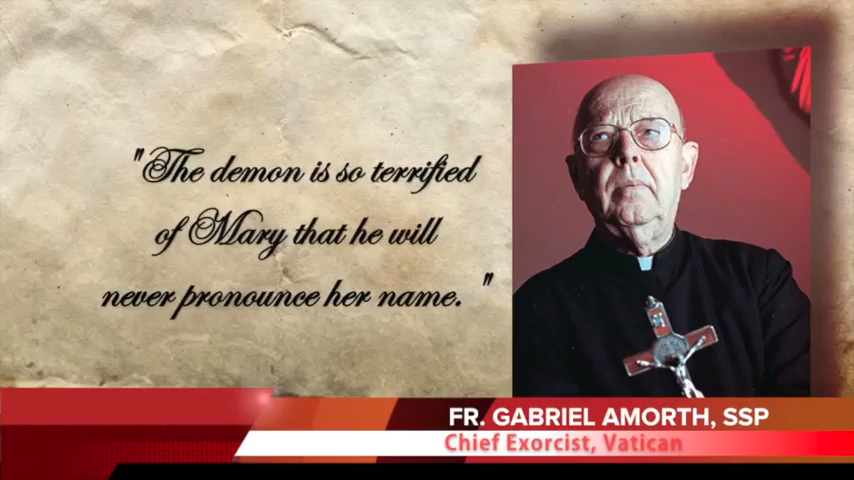 "The demon is so terrified
of Mary that he will
never pronounce her name. "
FR. GABRIEL AMORTH, SSP
Chief Exorcist, Vatican